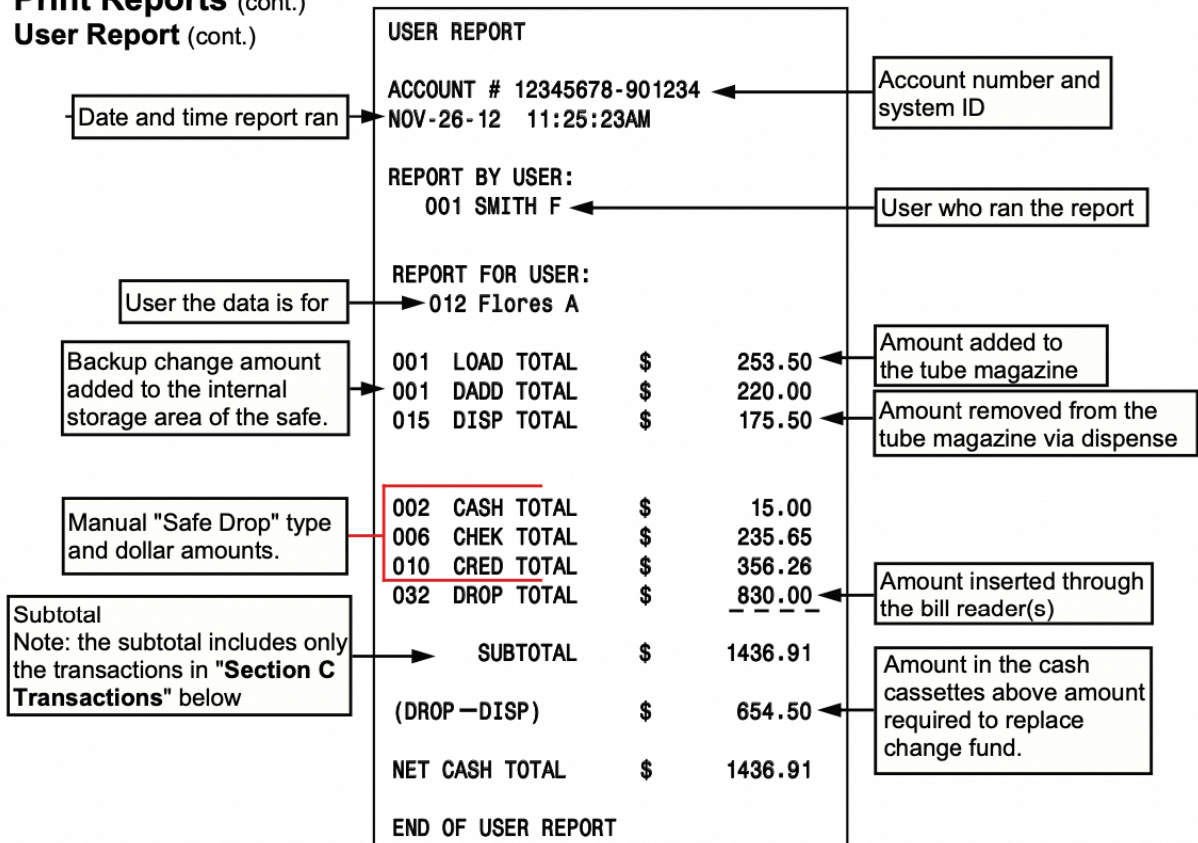 Print Reports (cont.)
User Report (cont.)
USER REPORT
ACCOUNT # 12345678-901234
Account number and
system ID
Date and time report ran
NOV-26-12 11:25:23AM
REPORT BY USER:
001 SMITH F
User who ran the report
REPORT FOR USER:
User the data is for
012 Flores A
Backup change amount
added to the internal
storage area of the safe.
001 LOAD TOTAL $ 253.50
001 DADD TOTAL $ 220.00
015 DISP TOTAL $ 175.50
Amount added to
the tube magazine
Amount removed from the
tube magazine via dispense
Manual "Safe Drop" type
and dollar amounts.
002 CASH TOTAL $ 15.00
006 CHEK TOTAL $ 235.65
010 CRED TOTAL $ 356.26
032 DROP TOTAL $ 830.00
Amount inserted through
the bill reader(s)
Subtotal
Note: the subtotal includes only
the transactions in "Section C
Transactions" below
SUBTOTAL $ 1436.91
(DROP—DISP) $ 654.50
Amount in the cash
cassettes above amount
required to replace
change fund.
NET CASH TOTAL $ 1436.91
END OF USER REPORT